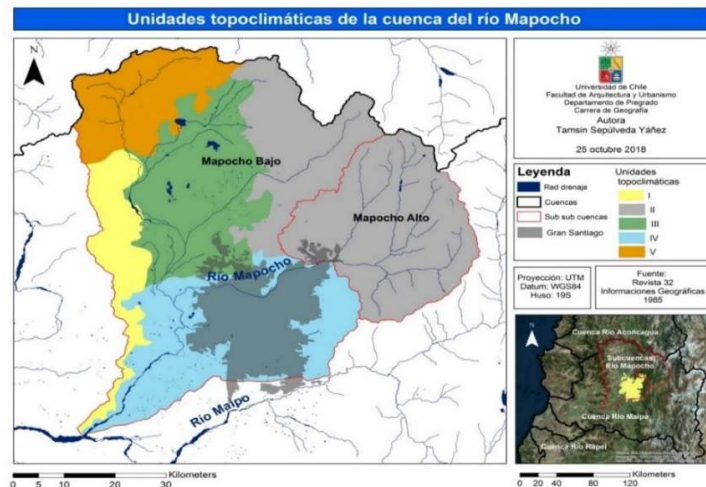 Unidades topoclimáticas de la cuenca del río Mapocho
N
Mapocho Bajo
Mapocho Alto
Río Mapocho
Río Maipo
Kilometers
0 5 10 20 30
Universidad de Chile
Facultad de Arquitectura y Urbanismo
Departamento de Pregrado
Carrera de Geografía
Autora
Tamsin Sepúlveda Yáñez
25 octubre 2018
Leyenda
Red drenaje
Cuencas
Sub sub cuencas
Gran Santiago
Unidades
topoclimáticas
I
II
III
IV
V
Proyección: UTM
Datum: WGS84
Huso: 19S
Fuente:
Revista 32
Informaciones Geográficas
1985
N
Cuenca Río Aconcagua
Subcuencas
Río Mapocho
Cuenca Río Maipo
Cuenca Río Rapel
Kilometers
0 20 40 60 80 120